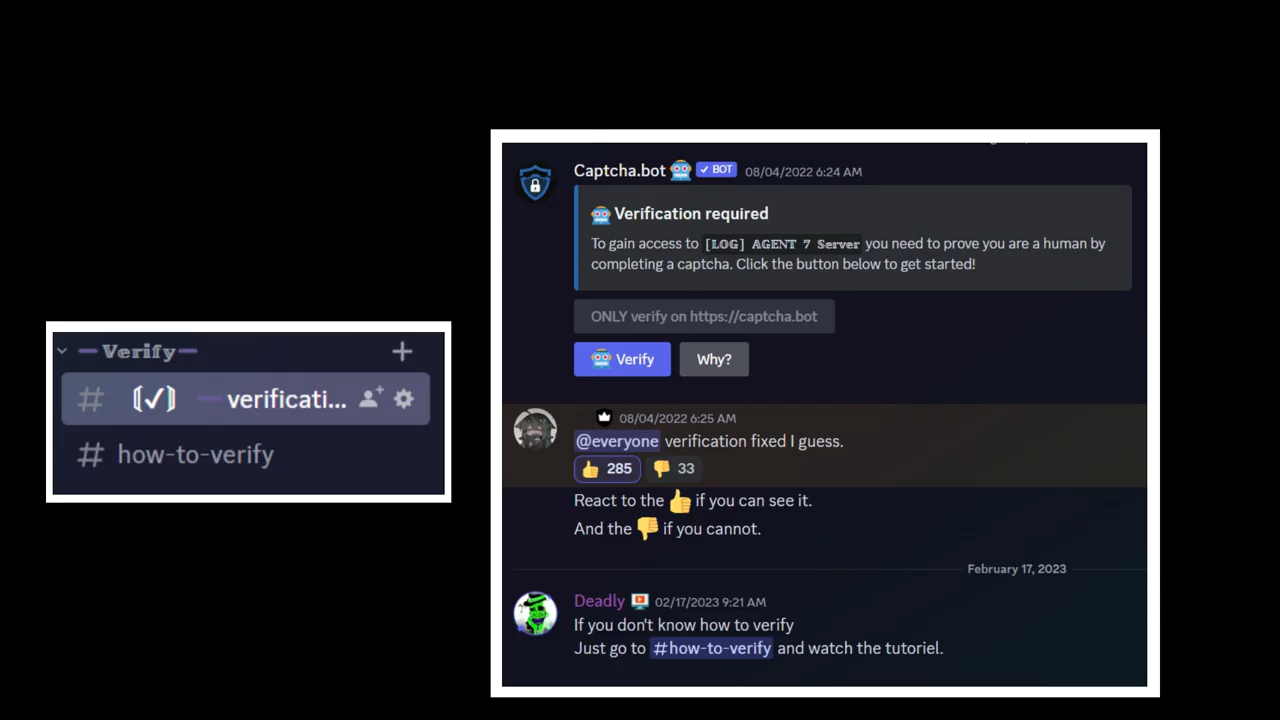 Verify
# 〘✓〙 verificati...
# how-to-verify
Captcha.bot 🤖 ✓ BOT 08/04/2022 6:24 AM
🤖 Verification required
To gain access to [LOG] AGENT 7 Server you need to prove you are a human by
completing a captcha. Click the button below to get started!
ONLY verify on https://captcha.bot
🤖 Verify Why?
08/04/2022 6:25 AM
@everyone verification fixed I guess.
👍 285 👎 33
React to the 👍 if you can see it.
And the 👎 if you cannot.
February 17, 2023
Deadly 02/17/2023 9:21 AM
If you don't know how to verify
Just go to #how-to-verify and watch the tutoriel.